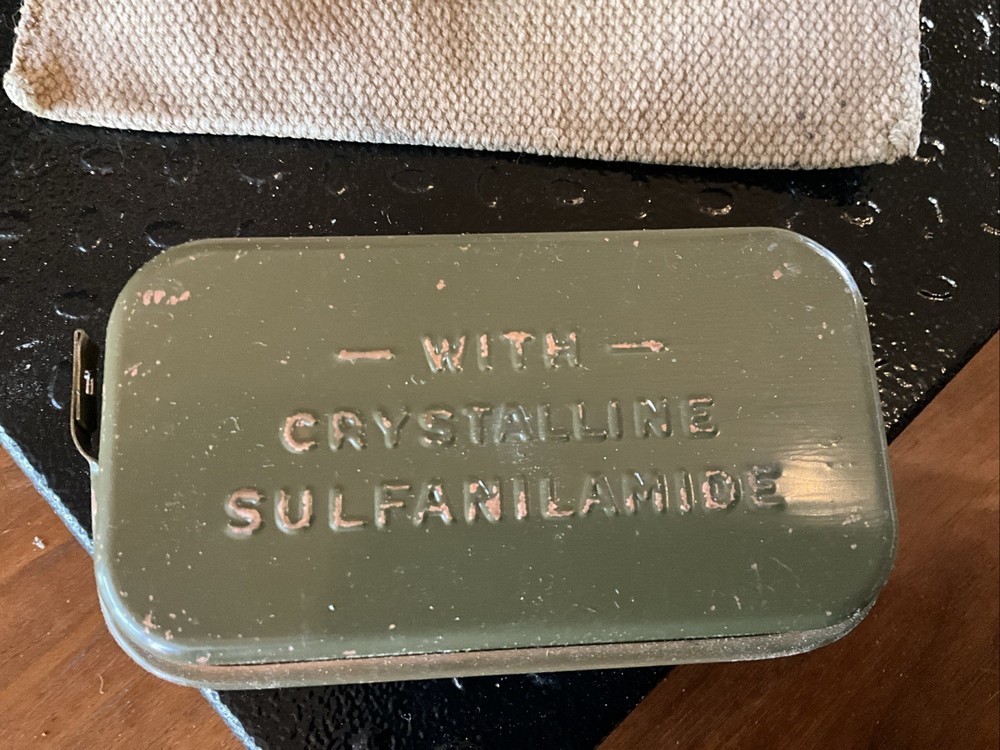 — WITH —
CRYSTALLINE
SULFANILAMIDE